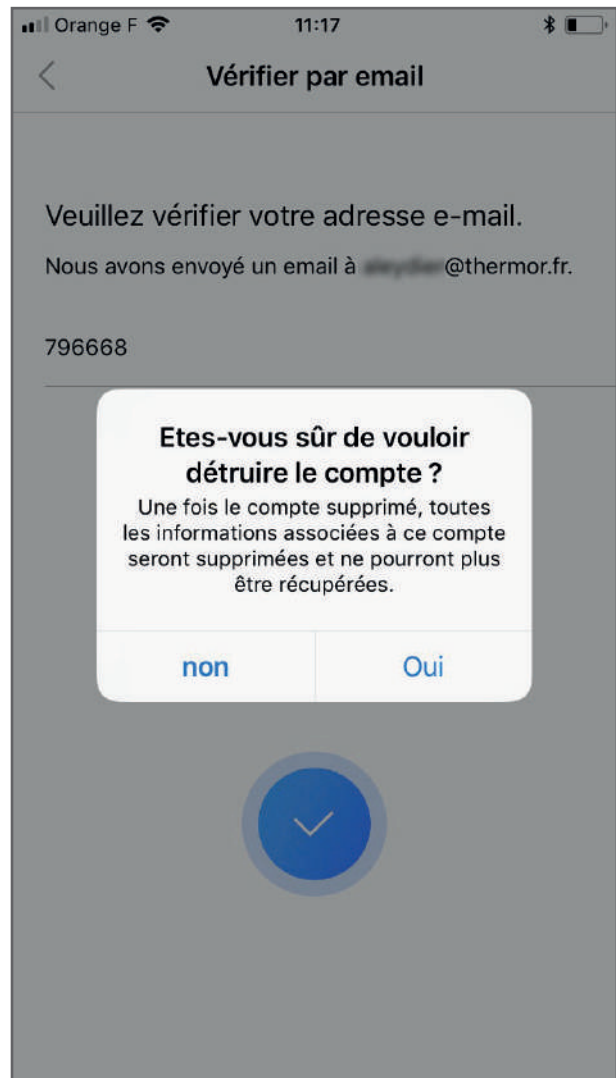 Orange F 11:17
Vérifier par email
Veuillez vérifier votre adresse e-mail.
Nous avons envoyé un email à @thermor.fr.
796668
Etes-vous sûr de vouloir
détruire le compte ?
Une fois le compte supprimé, toutes
les informations associées à ce compte
seront supprimées et ne pourront plus
être récupérées.
non Oui